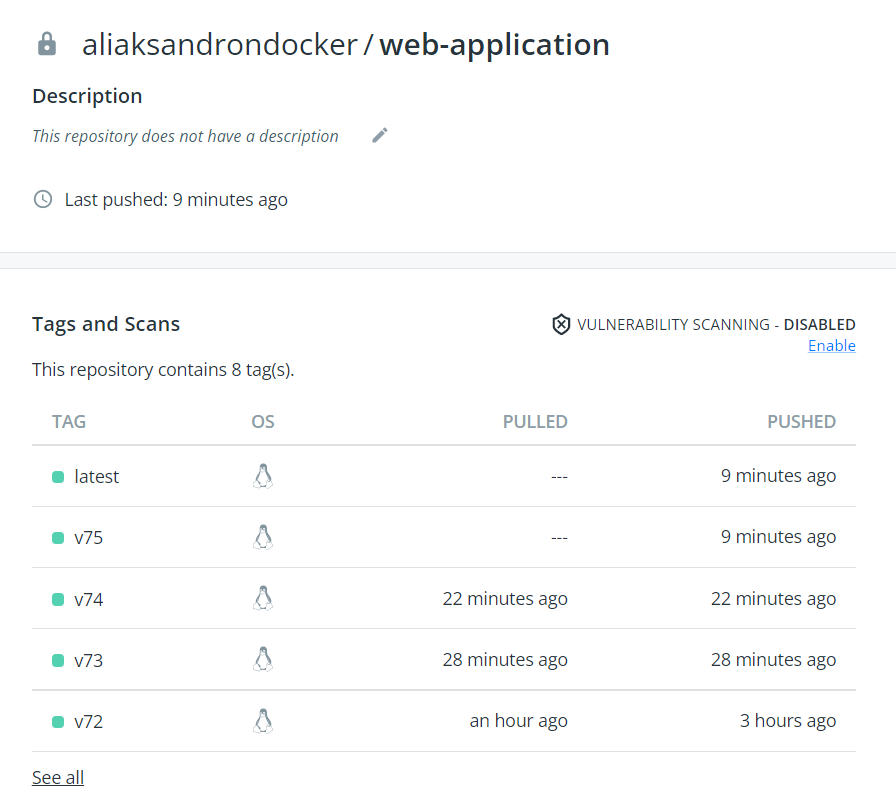 aliaksandrondocker / web-application
Description
This repository does not have a description
Last pushed: 9 minutes ago
Tags and Scans
VULNERABILITY SCANNING - DISABLED
Enable
This repository contains 8 tag(s).
TAG OS PULLED PUSHED
latest --- 9 minutes ago
v75 --- 9 minutes ago
v74 22 minutes ago 22 minutes ago
v73 28 minutes ago 28 minutes ago
v72 an hour ago 3 hours ago
See all